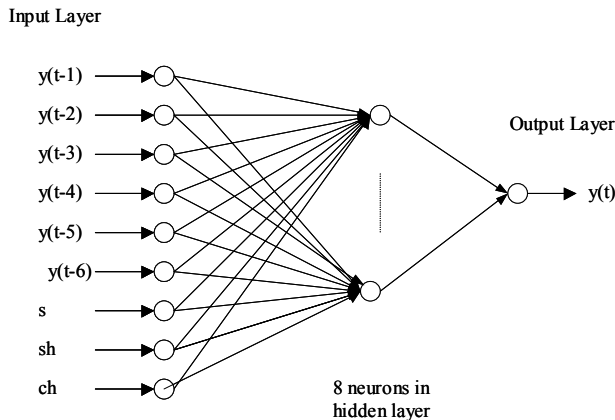 Input Layer
y(t-1)
y(t-2)
y(t-3)
y(t-4)
y(t-5)
y(t-6)
s
sh
ch
8 neurons in
hidden layer
Output Layer
y(t)